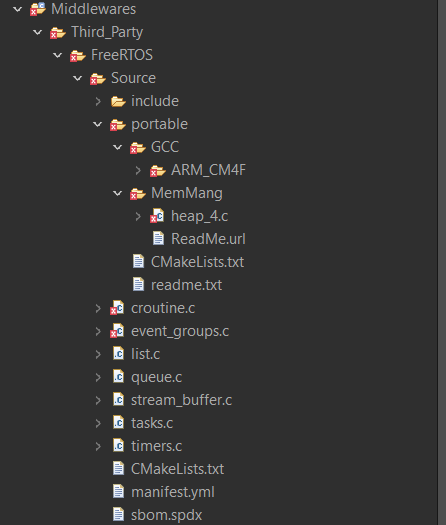 Middlewares
Third_Party
FreeRTOS
Source
include
portable
GCC
ARM_CM4F
MemMang
heap_4.c
ReadMe.url
CMakeLists.txt
readme.txt
croutine.c
event_groups.c
list.c
queue.c
stream_buffer.c
tasks.c
timers.c
CMakeLists.txt
manifest.yml
sbom.spdx